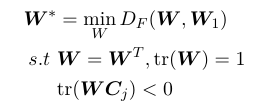 W* = min_W D_F(W, W_1)
s.t W = W^T, tr(W) = 1
tr(WC_j) < 0